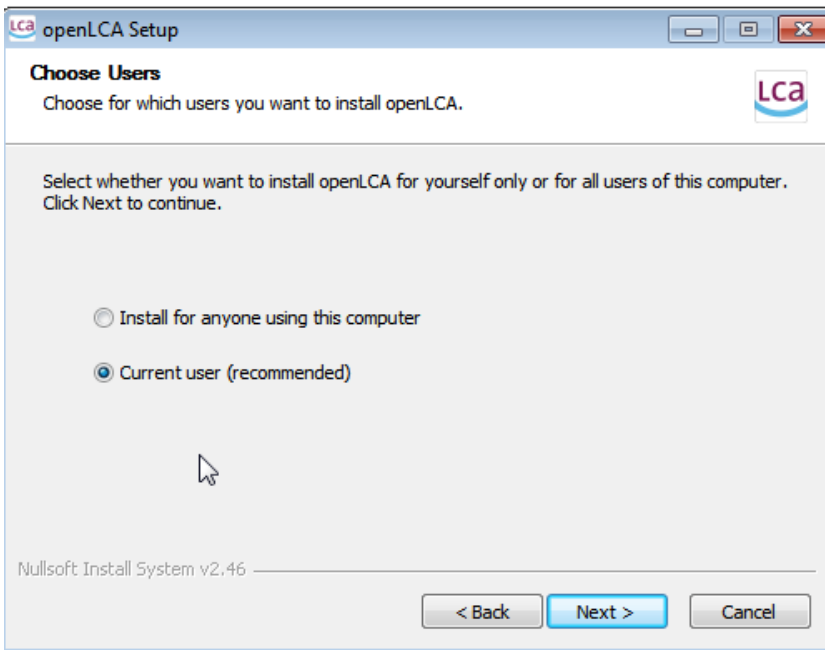 LCa openLCA Setup
Choose Users
Choose for which users you want to install openLCA.
LCa
Select whether you want to install openLCA for yourself only or for all users of this computer.
Click Next to continue.
Install for anyone using this computer
Current user (recommended)
Nullsoft Install System v2.46
< Back Next > Cancel